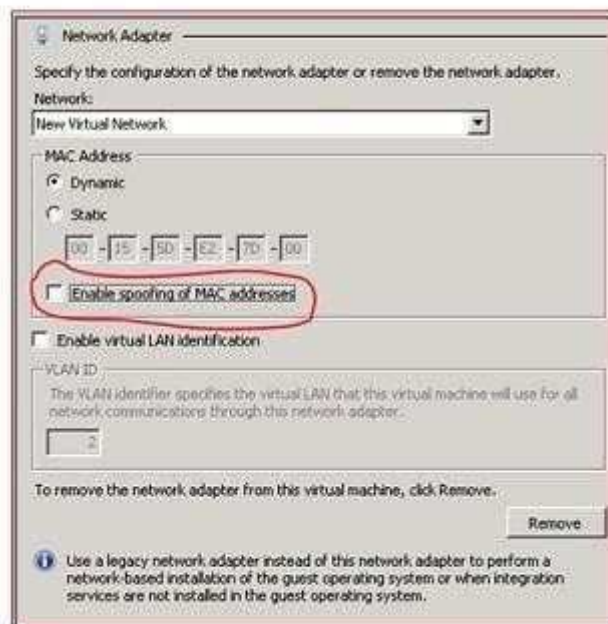 Network Adapter
Specify the configuration of the network adapter or remove the network adapter.
Network:
New Virtual Network
MAC Address
Dynamic
Static
00 - 15 - 5D - E2 - 7D - 00
Enable spoofing of MAC addresses
Enable virtual LAN identification
VLAN ID
The VLAN identifier specifies the virtual LAN that this virtual machine will use for all
network communications through this network adapter.
2
To remove the network adapter from this virtual machine, click Remove.
Remove
Use a legacy network adapter instead of this network adapter to perform a
network-based installation of the guest operating system or when integration
services are not installed in the guest operating system.